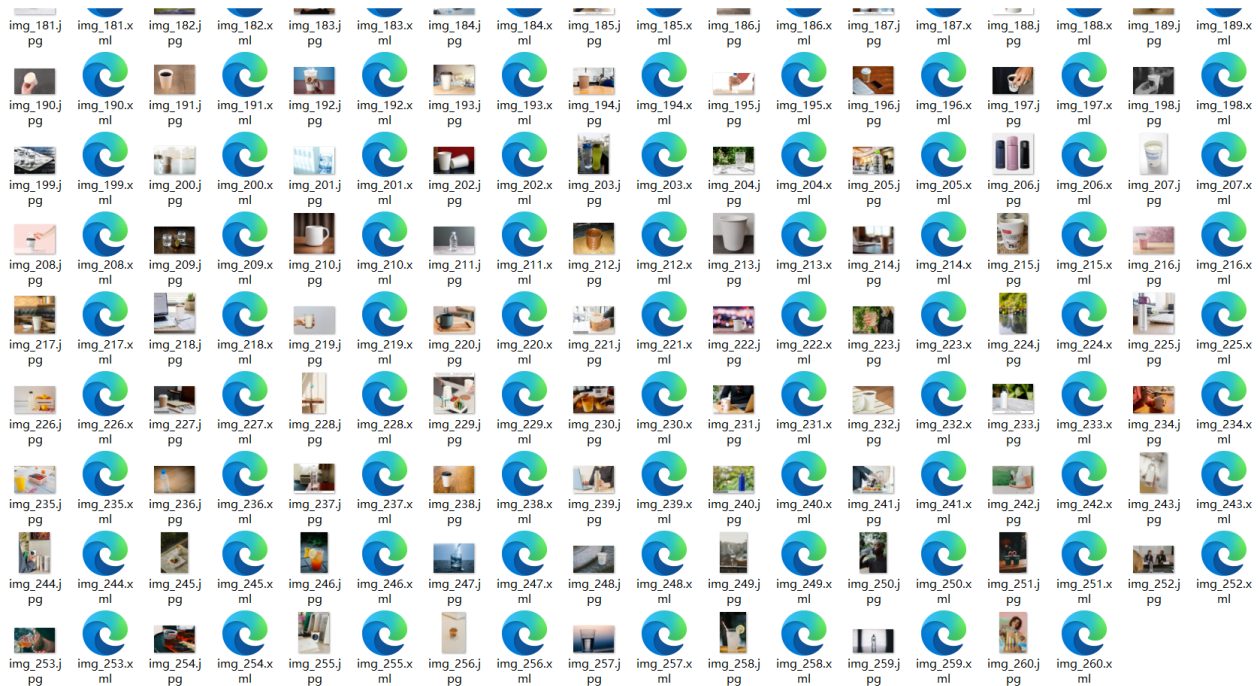 img_181.j img_181.x img_182.j img_182.x img_183.j img_183.x img_184.j img_184.x img_185.j img_185.x img_186.j img_186.x img_187.j img_187.x img_188.j img_188.x img_189.j img_189.x
pg ml pg ml pg ml pg ml pg ml pg ml pg ml pg ml pg ml
img_190.j img_190.x img_191.j img_191.x img_192.j img_192.x img_193.j img_193.x img_194.j img_194.x img_195.j img_195.x img_196.j img_196.x img_197.j img_197.x img_198.j img_198.x
pg ml pg ml pg ml pg ml pg ml pg ml pg ml pg ml pg ml
img_199.j img_199.x img_200.j img_200.x img_201.j img_201.x img_202.j img_202.x img_203.j img_203.x img_204.j img_204.x img_205.j img_205.x img_206.j img_206.x img_207.j img_207.x
pg ml pg ml pg ml pg ml pg ml pg ml pg ml pg ml pg ml
img_208.j img_208.x img_209.j img_209.x img_210.j img_210.x img_211.j img_211.x img_212.j img_212.x img_213.j img_213.x img_214.j img_214.x img_215.j img_215.x img_216.j img_216.x
pg ml pg ml pg ml pg ml pg ml pg ml pg ml pg ml pg ml
img_217.j img_217.x img_218.j img_218.x img_219.j img_219.x img_220.j img_220.x img_221.j img_221.x img_222.j img_222.x img_223.j img_223.x img_224.j img_224.x img_225.j img_225.x
pg ml pg ml pg ml pg ml pg ml pg ml pg ml pg ml pg ml
img_226.j img_226.x img_227.j img_227.x img_228.j img_228.x img_229.j img_229.x img_230.j img_230.x img_231.j img_231.x img_232.j img_232.x img_233.j img_233.x img_234.j img_234.x
pg ml pg ml pg ml pg ml pg ml pg ml pg ml pg ml pg ml
img_235.j img_235.x img_236.j img_236.x img_237.j img_237.x img_238.j img_238.x img_239.j img_239.x img_240.j img_240.x img_241.j img_241.x img_242.j img_242.x img_243.j img_243.x
pg ml pg ml pg ml pg ml pg ml pg ml pg ml pg ml pg ml
img_244.j img_244.x img_245.j img_245.x img_246.j img_246.x img_247.j img_247.x img_248.j img_248.x img_249.j img_249.x img_250.j img_250.x img_251.j img_251.x img_252.j img_252.x
pg ml pg ml pg ml pg ml pg ml pg ml pg ml pg ml pg ml
img_253.j img_253.x img_254.j img_254.x img_255.j img_255.x img_256.j img_256.x img_257.j img_257.x img_258.j img_258.x img_259.j img_259.x img_260.j img_260.x
pg ml pg ml pg ml pg ml pg ml pg ml pg ml pg ml